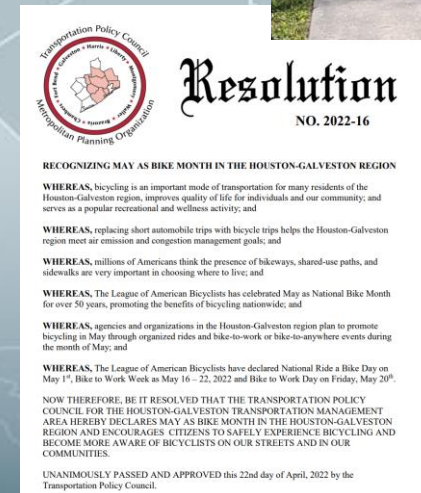 Transportation Policy Council
Fort Bend • Galveston • Harris • Liberty • Montgomery • Waller • Brazoria • Chambers
Metropolitan Planning Organization
Resolution
NO. 2022-16
RECOGNIZING MAY AS BIKE MONTH IN THE HOUSTON-GALVESTON REGION
WHEREAS, bicycling is an important mode of transportation for many residents of the
Houston-Galveston region, improves quality of life for individuals and our community; and
serves as a popular recreational and wellness activity; and
WHEREAS, replacing short automobile trips with bicycle trips helps the Houston-Galveston
region meet air emission and congestion management goals; and
WHEREAS, millions of Americans think the presence of bikeways, shared-use paths, and
sidewalks are very important in choosing where to live; and
WHEREAS, The League of American Bicyclists has celebrated May as National Bike Month
for over 50 years, promoting the benefits of bicycling nationwide; and
WHEREAS, agencies and organizations in the Houston-Galveston region plan to promote
bicycling in May through organized rides and bike-to-work or bike-to-anywhere events during
the month of May; and
WHEREAS, The League of American Bicyclists have declared National Ride a Bike Day on
May 1st, Bike to Work Week as May 16 – 22, 2022 and Bike to Work Day on Friday, May 20th.
NOW THEREFORE, BE IT RESOLVED THAT THE TRANSPORTATION POLICY
COUNCIL FOR THE HOUSTON-GALVESTON TRANSPORTATION MANAGEMENT
AREA HEREBY DECLARES MAY AS BIKE MONTH IN THE HOUSTON-GALVESTON
REGION AND ENCOURAGES CITIZENS TO SAFELY EXPERIENCE BICYCLING AND
BECOME MORE AWARE OF BICYCLISTS ON OUR STREETS AND IN OUR
COMMUNITIES.
UNANIMOUSLY PASSED AND APPROVED this 22nd day of April, 2022 by the
Transportation Policy Council.